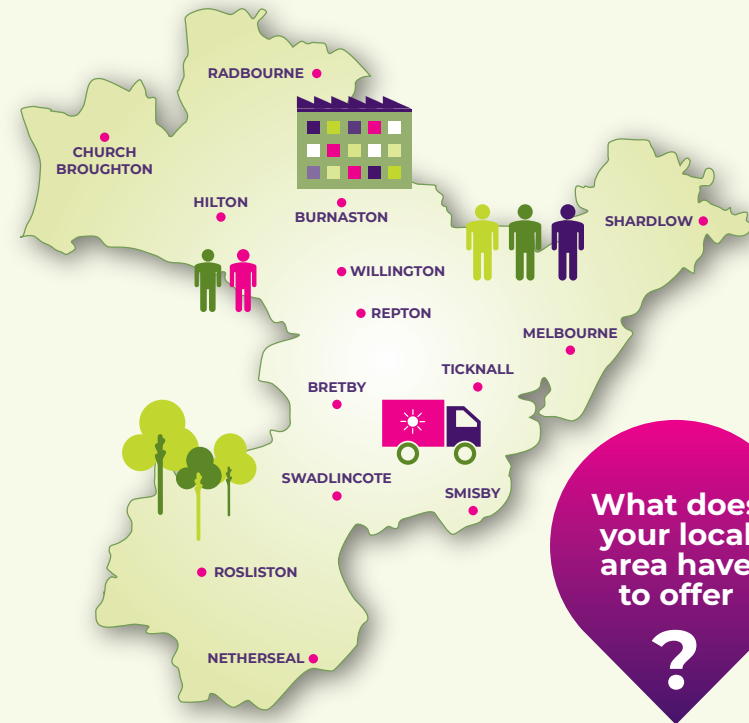 RADBOURNE
CHURCH
BROUGHTON
HILTON
BURNASTON
SHARDLOW
WILLINGTON
REPTON
MELBOURNE
TICKNALL
BRETBY
SWADLINCOTE
SMISBY
What does
your local
area have
to offer
?
ROSLISTON
NETHERSEAL